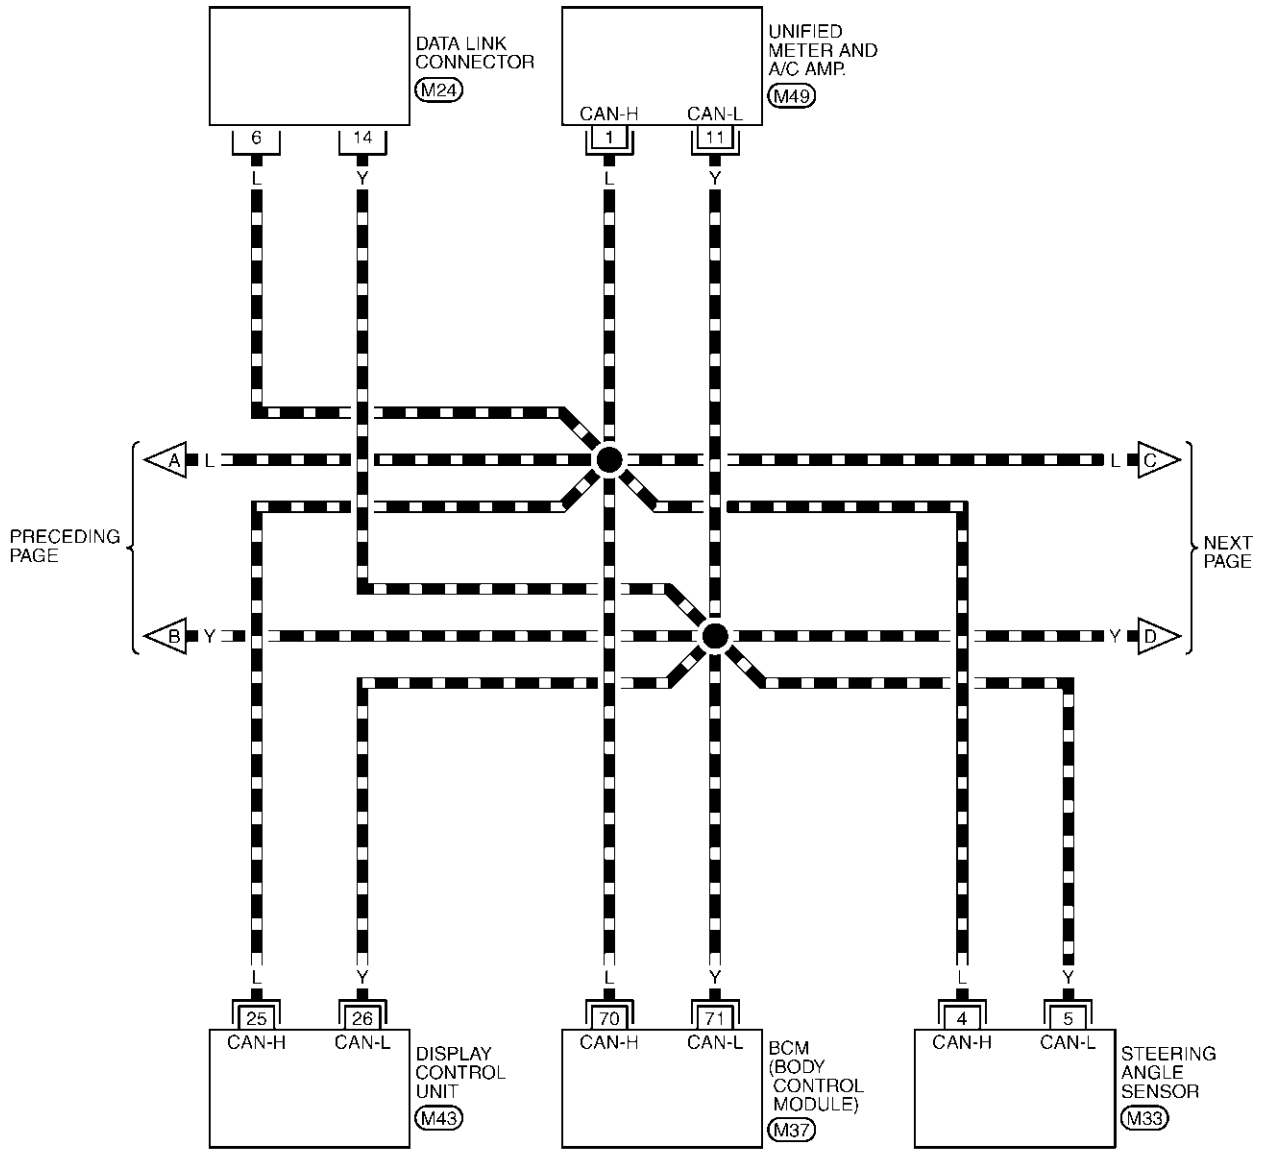 DATA LINK
CONNECTOR
M24
UNIFIED
METER AND
A/C AMP.
M49
CAN-H CAN-L
6 14 1 11
L Y L Y
A L L C
PRECEDING
PAGE
NEXT
PAGE
B Y Y D
L Y L Y L Y
25 26 70 71 4 5
CAN-H CAN-L CAN-H CAN-L CAN-H CAN-L
DISPLAY
CONTROL
UNIT
M43
BCM
(BODY
CONTROL
MODULE)
M37
STEERING
ANGLE
SENSOR
M33